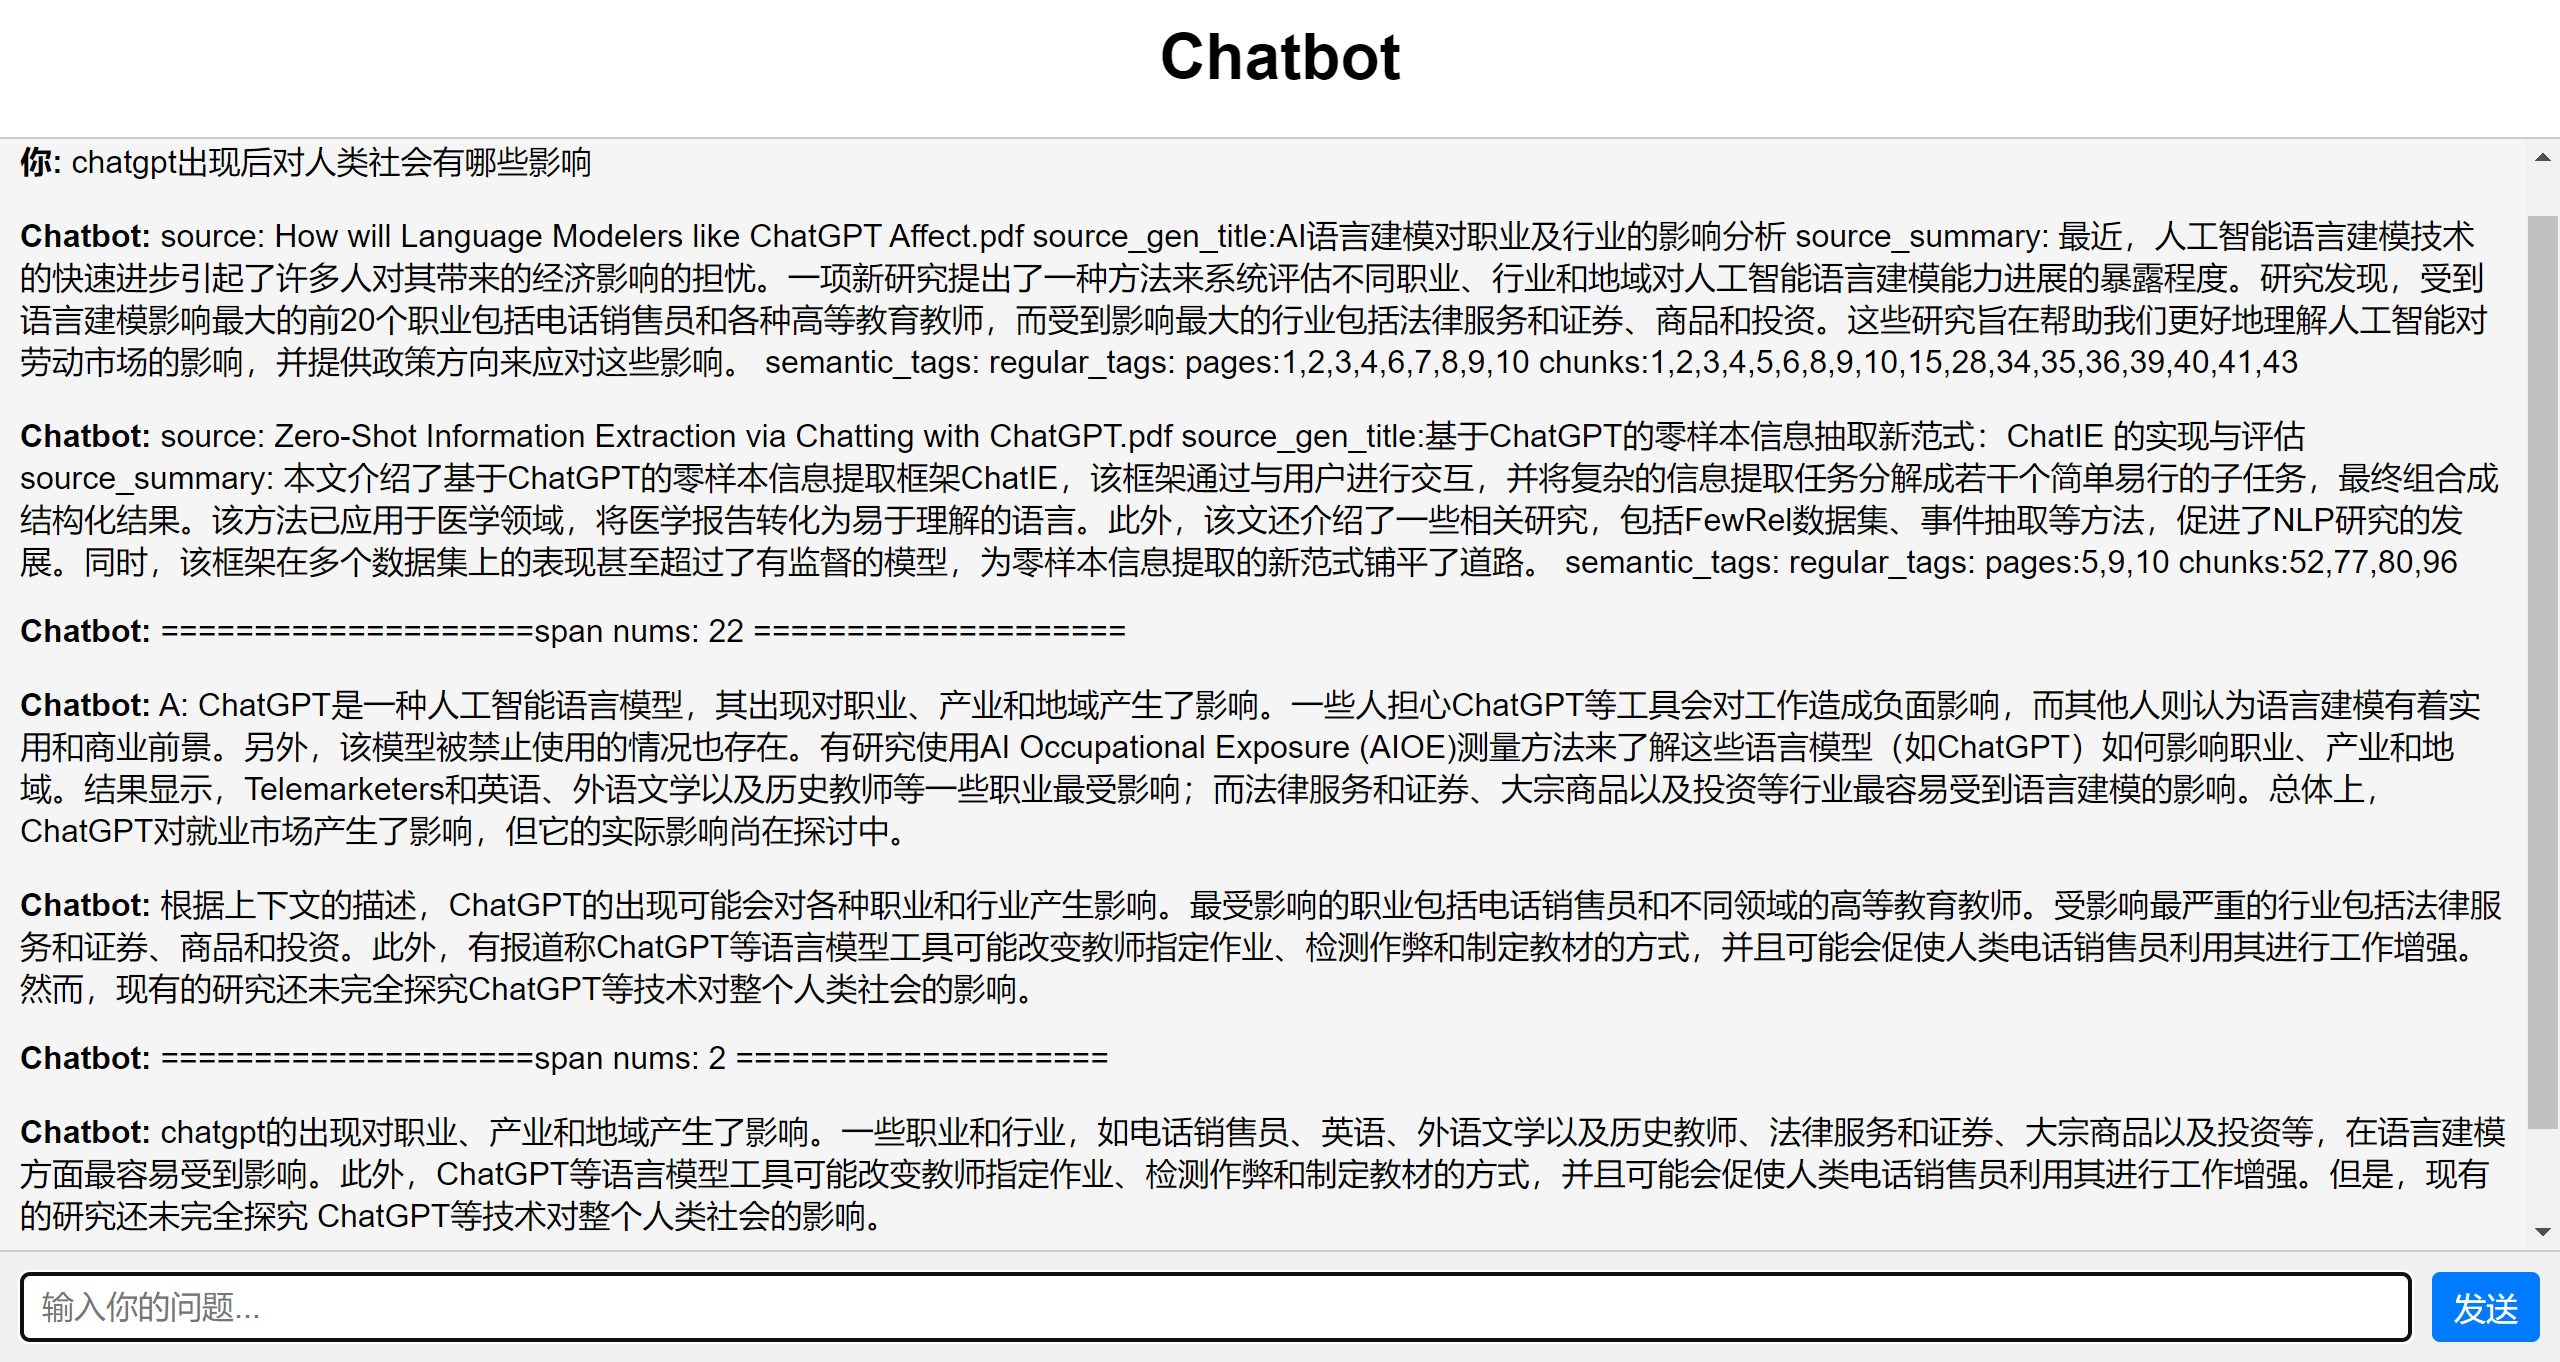 Chatbot
你: chatgpt出现后对人类社会有哪些影响
Chatbot: source: How will Language Modelers like ChatGPT Affect.pdf source_gen_title:AI语言建模对职业及行业的影响分析 source_summary: 最近，人工智能语言建模技术
的快速进步引起了许多人对其带来的经济影响的担忧。一项新研究提出了一种方法来系统评估不同职业、行业和地域对人工智能语言建模能力进展的暴露程度。研究发现，受到
语言建模影响最大的前20个职业包括电话销售员和各种高等教育教师，而受到影响最大的行业包括法律服务和证券、商品和投资。这些研究旨在帮助我们更好地理解人工智能对
劳动市场的影响，并提供政策方向来应对这些影响。 semantic_tags: regular_tags: pages:1,2,3,4,6,7,8,9,10 chunks:1,2,3,4,5,6,8,9,10,15,28,34,35,36,39,40,41,43
Chatbot: source: Zero-Shot Information Extraction via Chatting with ChatGPT.pdf source_gen_title:基于ChatGPT的零样本信息抽取新范式：ChatIE 的实现与评估
source_summary: 本文介绍了基于ChatGPT的零样本信息提取框架ChatIE，该框架通过与用户进行交互，并将复杂的信息提取任务分解成若干个简单易行的子任务，最终组合成
结构化结果。该方法已应用于医学领域，将医学报告转化为易于理解的语言。此外，该文还介绍了一些相关研究，包括FewRel数据集、事件抽取等方法，促进了NLP研究的发
展。同时，该框架在多个数据集上的表现甚至超过了有监督的模型，为零样本信息提取的新范式铺平了道路。 semantic_tags: regular_tags: pages:5,9,10 chunks:52,77,80,96
Chatbot: ====================span nums: 22 ====================
Chatbot: A: ChatGPT是一种人工智能语言模型，其出现对职业、产业和地域产生了影响。一些人担心ChatGPT等工具会对工作造成负面影响，而其他人则认为语言建模有着实
用和商业前景。另外，该模型被禁止使用的情况也存在。有研究使用AI Occupational Exposure (AIOE)测量方法来了解这些语言模型（如ChatGPT）如何影响职业、产业和地
域。结果显示，Telemarketers和英语、外语文学以及历史教师等一些职业最受影响；而法律服务和证券、大宗商品以及投资等行业最容易受到语言建模的影响。总体上，
ChatGPT对就业市场产生了影响，但它的实际影响尚在探讨中。
Chatbot: 根据上下文的描述，ChatGPT的出现可能会对各种职业和行业产生影响。最受影响的职业包括电话销售员和不同领域的高等教育教师。受影响最严重的行业包括法律服
务和证券、商品和投资。此外，有报道称ChatGPT等语言模型工具可能改变教师指定作业、检测作弊和制定教材的方式，并且可能会促使人类电话销售员利用其进行工作增强。
然而，现有的研究还未完全探究ChatGPT等技术对整个人类社会的影响。
Chatbot: ====================span nums: 2 ====================
Chatbot: chatgpt的出现对职业、产业和地域产生了影响。一些职业和行业，如电话销售员、英语、外语文学以及历史教师、法律服务和证券、大宗商品以及投资等，在语言建模
方面最容易受到影响。此外，ChatGPT等语言模型工具可能改变教师指定作业、检测作弊和制定教材的方式，并且可能会促使人类电话销售员利用其进行工作增强。但是，现有
的研究还未完全探究 ChatGPT等技术对整个人类社会的影响。
输入你的问题...
发送